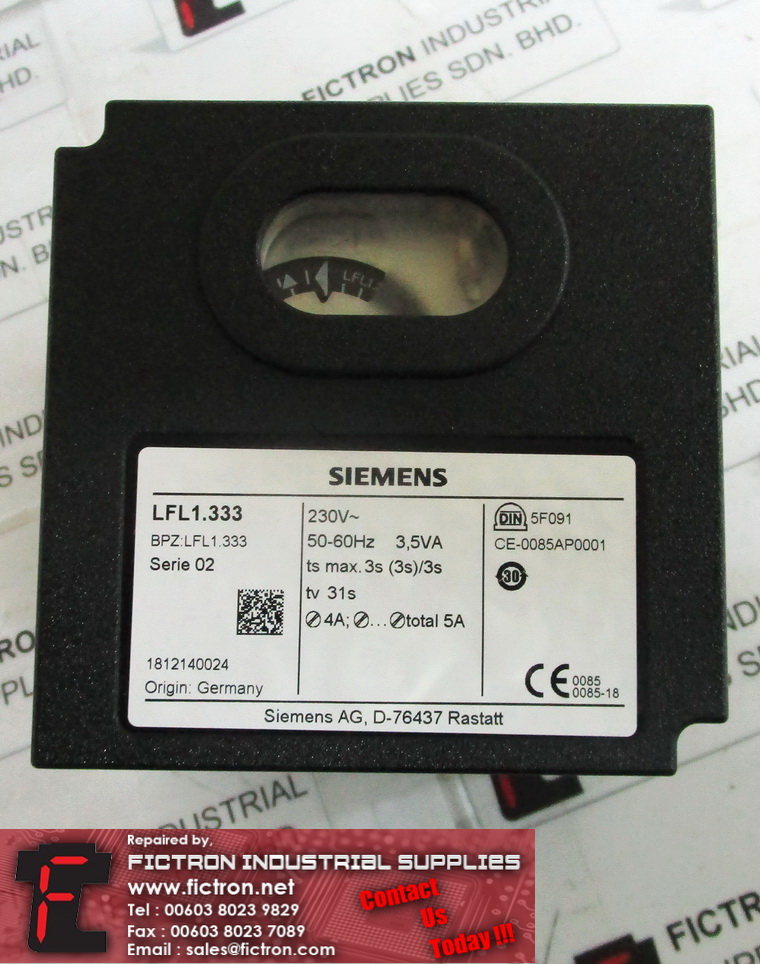 FICTRON INDUSTRIAL
SUPPLIES SDN. BHD.
LFL1.
SIEMENS
LFL1.333
BPZ:LFL1.333
Serie 02
1812140024
Origin: Germany
230V~
50-60Hz 3,5VA
ts max. 3s (3s)/3s
tv 31s
4A; ... total 5A
DIN 5F091
CE-0085AP0001
30
CE 0085
0085-18
Siemens AG, D-76437 Rastatt
INDUSTRIAL
FICTRON
Repaired by,
FICTRON INDUSTRIAL SUPPLIES
www.fictron.net
Tel : 00603 8023 9829
Fax : 00603 8023 7089
Email : sales@fictron.com
Contact
Us
Today !!!